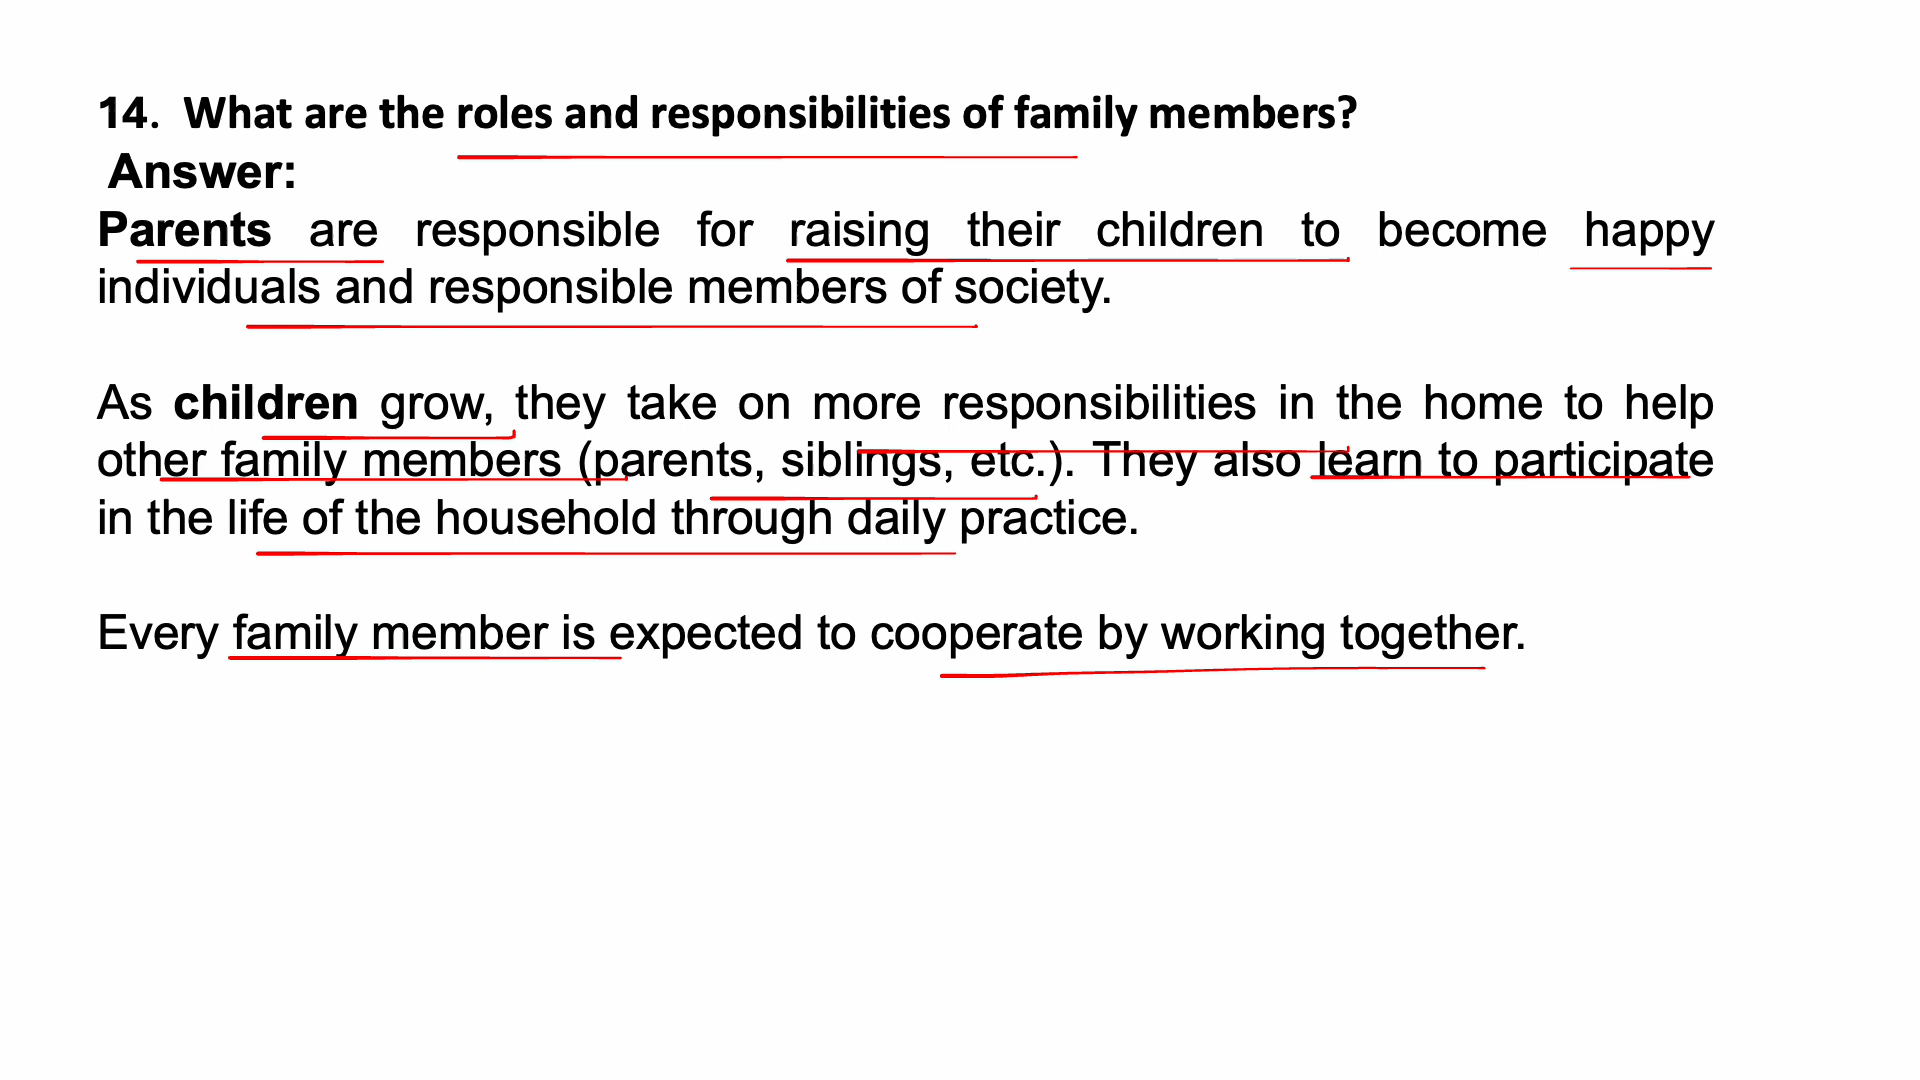 14. What are the roles and responsibilities of family members?
Answer:
Parents are responsible for raising their children to become happy
individuals and responsible members of society.
As children grow, they take on more responsibilities in the home to help
other family members (parents, siblings, etc.). They also learn to participate
in the life of the household through daily practice.
Every family member is expected to cooperate by working together.